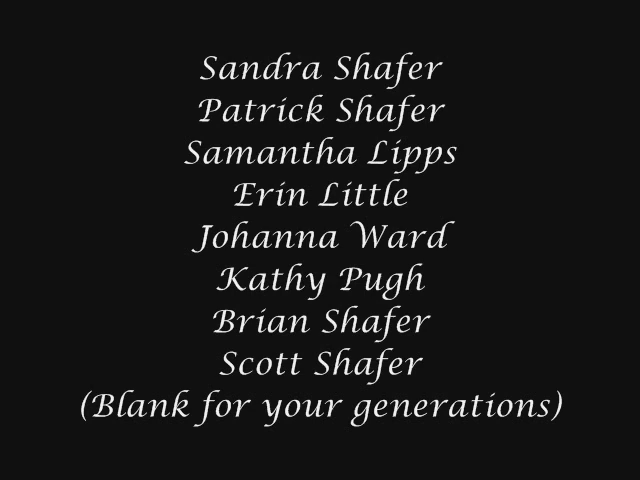 Sandra Shafer
Patrick Shafer
Samantha Lipps
Erin Little
Johanna Ward
Kathy Pugh
Brian Shafer
Scott Shafer
(Blank for your generations)